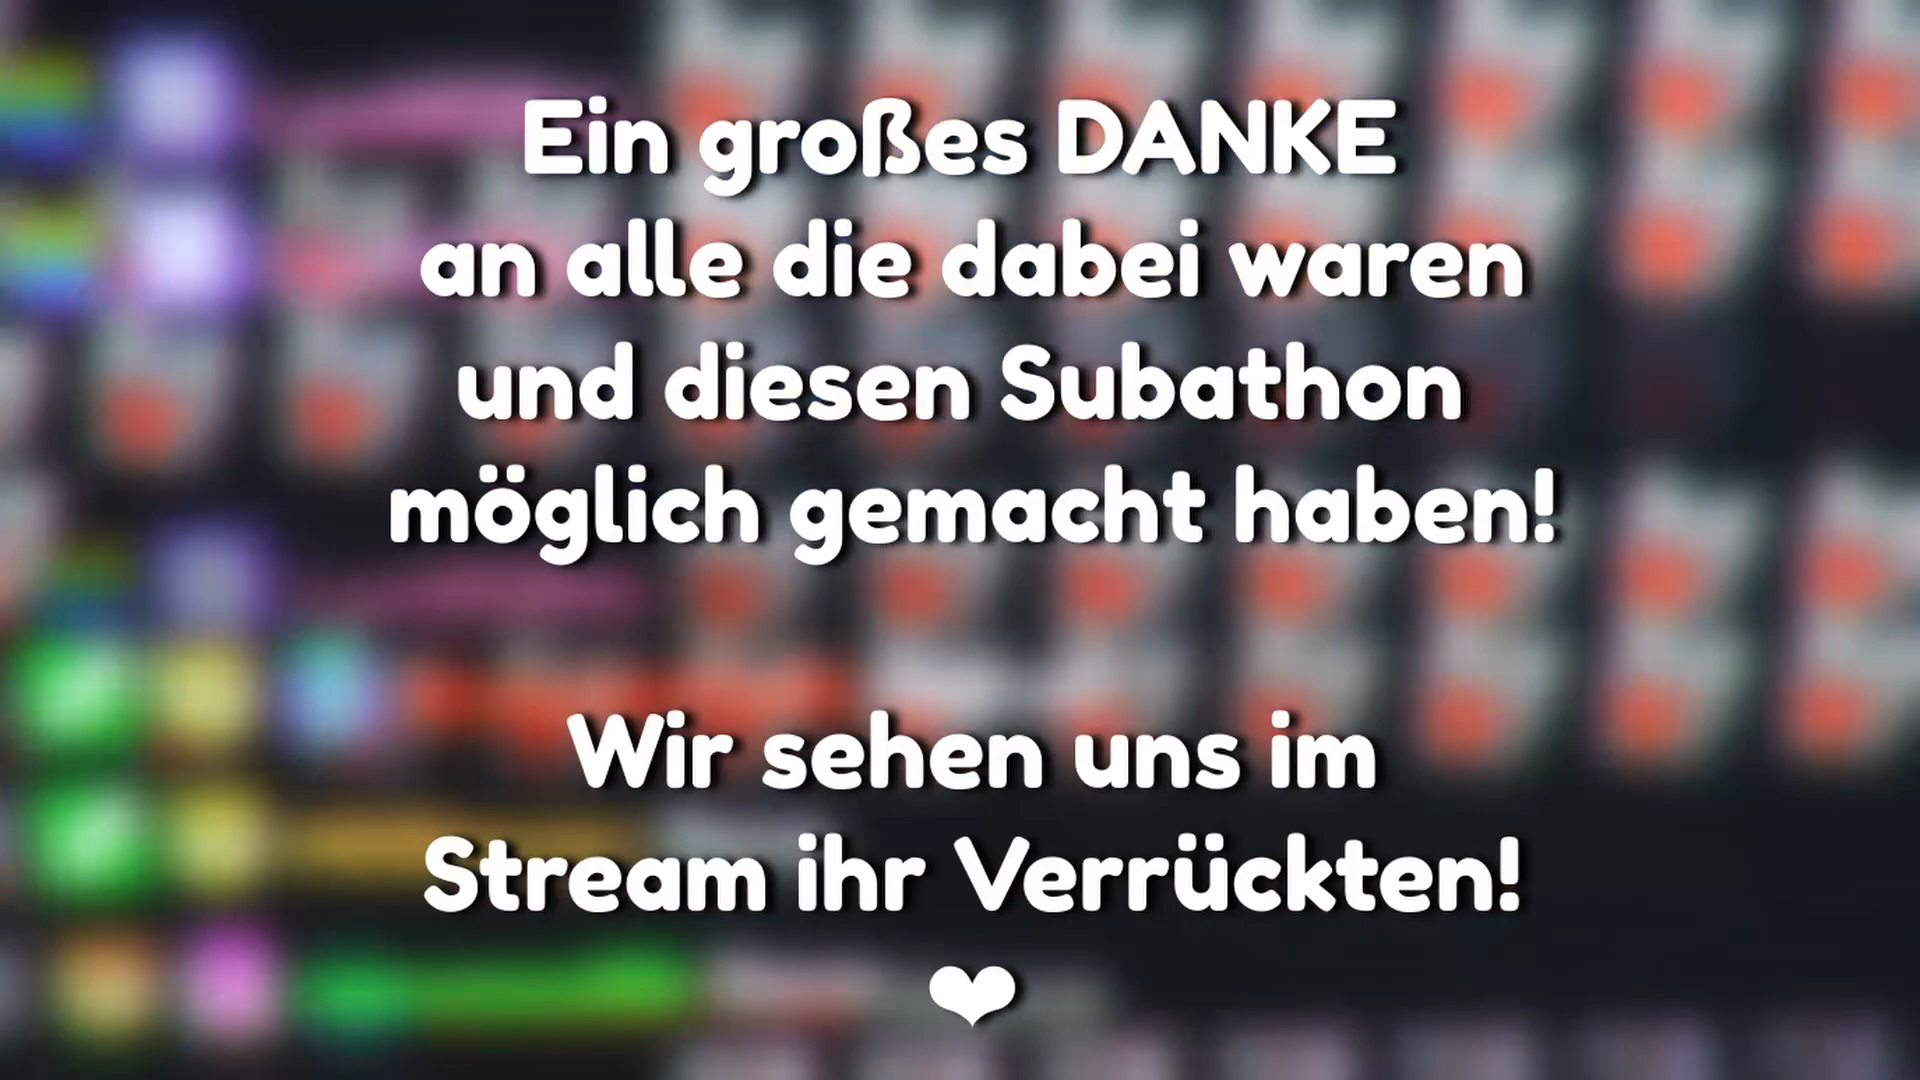 Ein großes DANKE
an alle die dabei waren
und diesen Subathon
möglich gemacht haben!
Wir sehen uns im
Stream ihr Verrückten!
❤